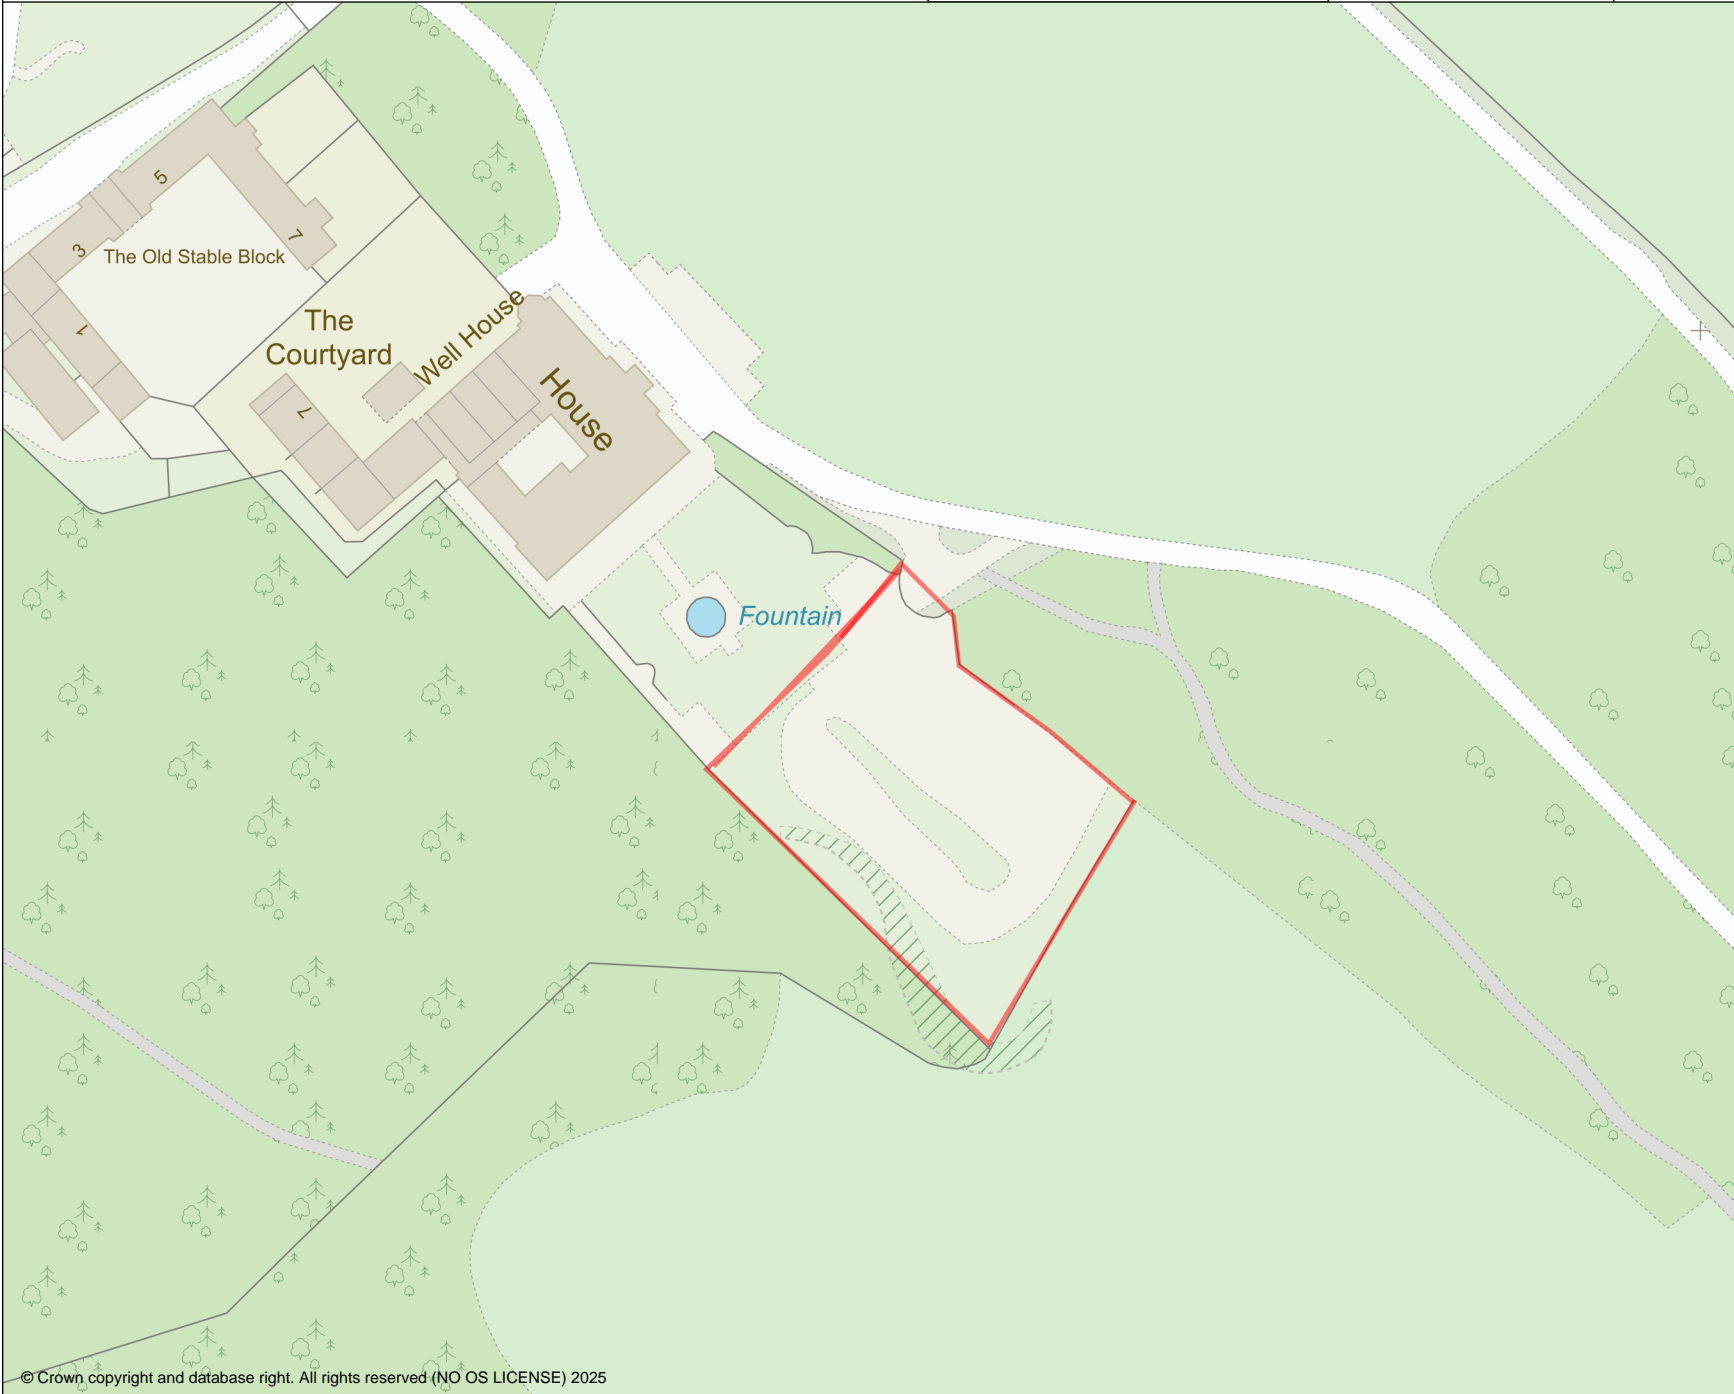 5
3
7
The Old Stable Block
1
The
Courtyard
Well House
House
7
Fountain
© Crown copyright and database right. All rights reserved (NO OS LICENSE) 2025